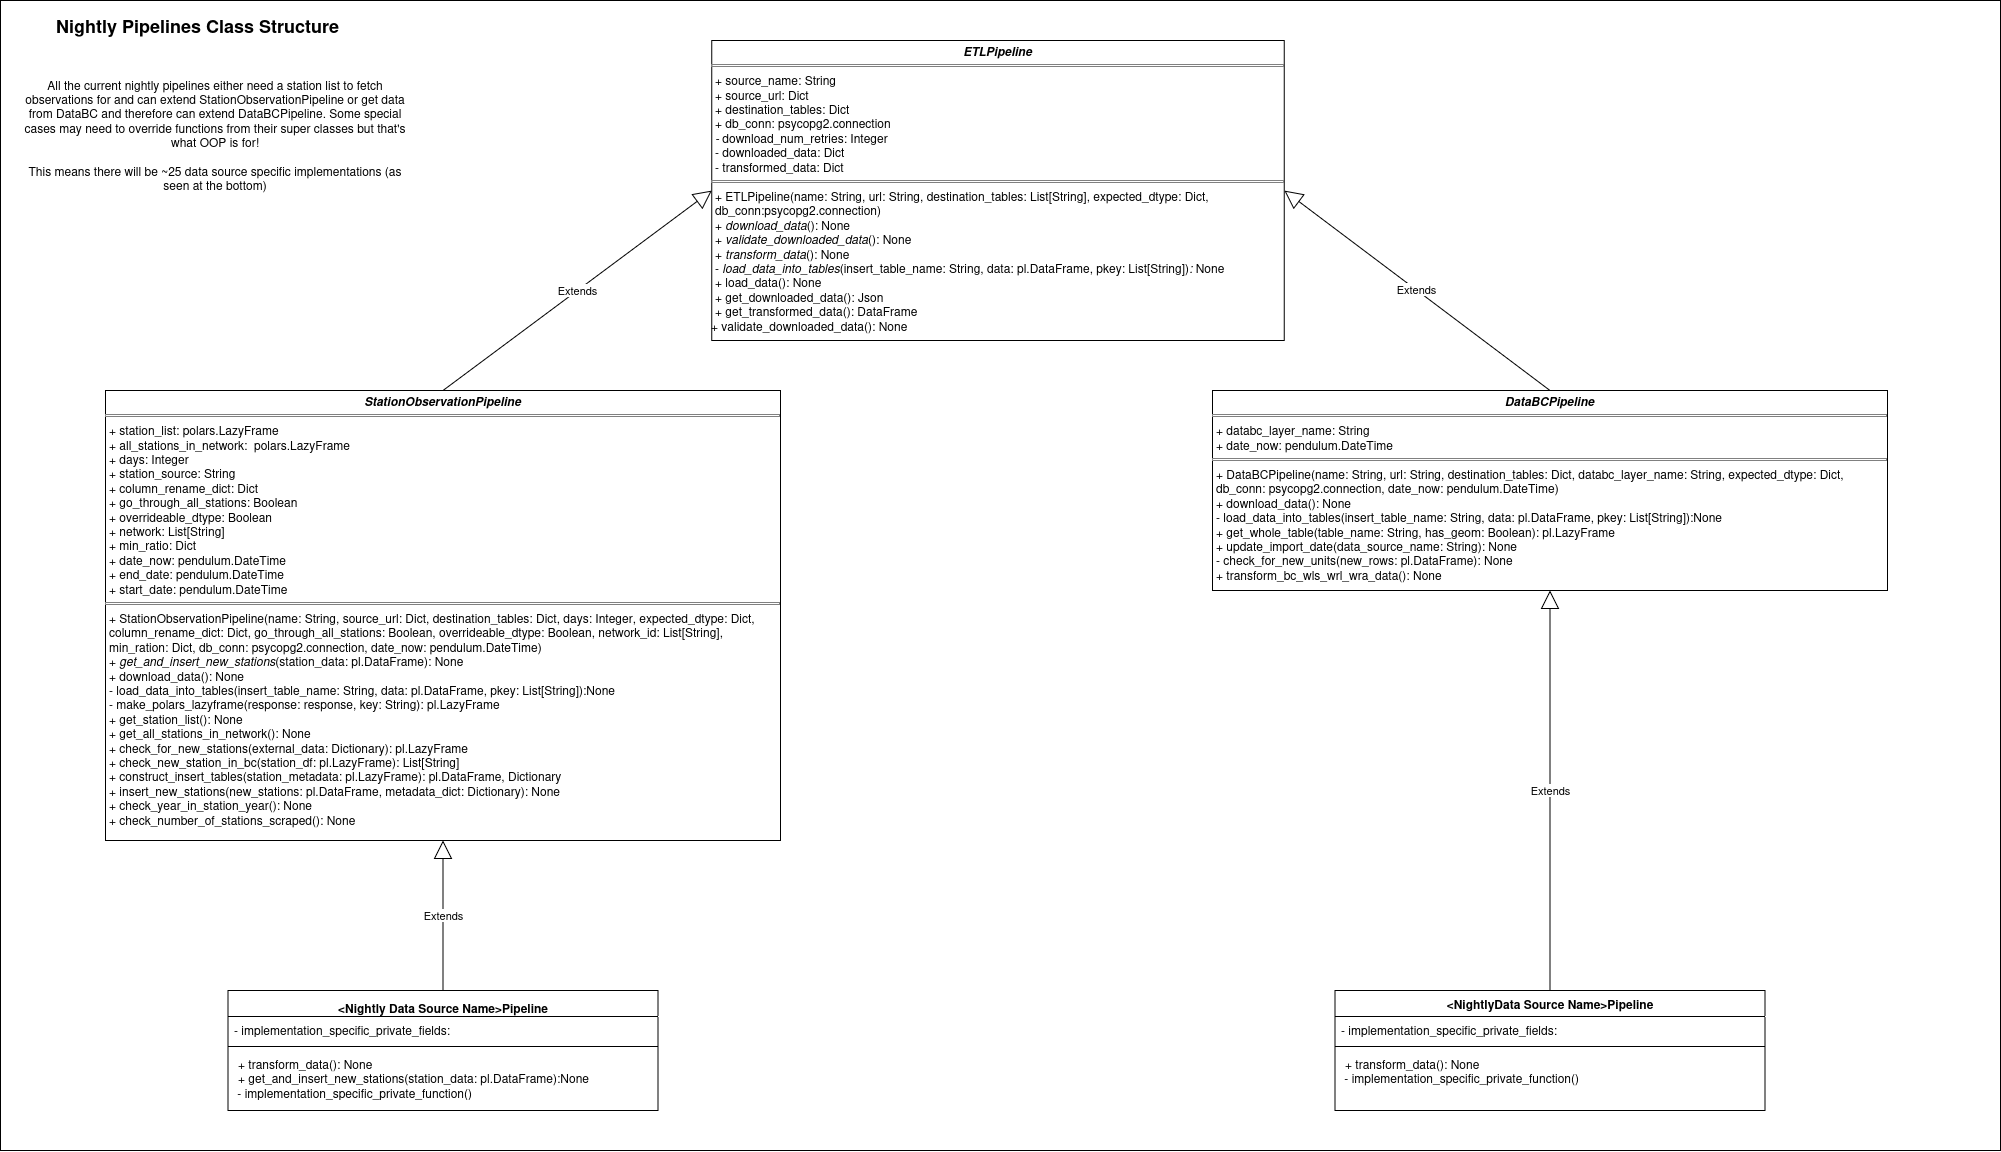 Nightly Pipelines Class Structure
All the current nightly pipelines either need a station list to fetch
observations for and can extend StationObservationPipeline or get data
from DataBC and therefore can extend DataBCPipeline. Some special
cases may need to override functions from their super classes but that's
what OOP is for!
This means there will be ~25 data source specific implementations (as
seen at the bottom)
ETLPipeline
+ source_name: String
+ source_url: Dict
+ destination_tables: Dict
+ db_conn: psycopg2.connection
- download_num_retries: Integer
- downloaded_data: Dict
- transformed_data: Dict
+ ETLPipeline(name: String, url: String, destination_tables: List[String], expected_dtype: Dict,
db_conn:psycopg2.connection)
+ download_data(): None
+ validate_downloaded_data(): None
+ transform_data(): None
- load_data_into_tables(insert_table_name: String, data: pl.DataFrame, pkey: List[String]): None
+ load_data(): None
+ get_downloaded_data(): Json
+ get_transformed_data(): DataFrame
+ validate_downloaded_data(): None
Extends
Extends
StationObservationPipeline
+ station_list: polars.LazyFrame
+ all_stations_in_network:  polars.LazyFrame
+ days: Integer
+ station_source: String
+ column_rename_dict: Dict
+ go_through_all_stations: Boolean
+ overrideable_dtype: Boolean
+ network: List[String]
+ min_ratio: Dict
+ date_now: pendulum.DateTime
+ end_date: pendulum.DateTime
+ start_date: pendulum.DateTime
+ StationObservationPipeline(name: String, source_url: Dict, destination_tables: Dict, days: Integer, expected_dtype: Dict,
column_rename_dict: Dict, go_through_all_stations: Boolean, overrideable_dtype: Boolean, network_id: List[String],
min_ration: Dict, db_conn: psycopg2.connection, date_now: pendulum.DateTime)
+ get_and_insert_new_stations(station_data: pl.DataFrame): None
+ download_data(): None
- load_data_into_tables(insert_table_name: String, data: pl.DataFrame, pkey: List[String]):None
- make_polars_lazyframe(response: response, key: String): pl.LazyFrame
+ get_station_list(): None
+ get_all_stations_in_network(): None
+ check_for_new_stations(external_data: Dictionary): pl.LazyFrame
+ check_new_station_in_bc(station_df: pl.LazyFrame): List[String]
+ construct_insert_tables(station_metadata: pl.LazyFrame): pl.DataFrame, Dictionary
+ insert_new_stations(new_stations: pl.DataFrame, metadata_dict: Dictionary): None
+ check_year_in_station_year(): None
+ check_number_of_stations_scraped(): None
DataBCPipeline
+ databc_layer_name: String
+ date_now: pendulum.DateTime
+ DataBCPipeline(name: String, url: String, destination_tables: Dict, databc_layer_name: String, expected_dtype: Dict,
db_conn: psycopg2.connection, date_now: pendulum.DateTime)
+ download_data(): None
- load_data_into_tables(insert_table_name: String, data: pl.DataFrame, pkey: List[String]):None
+ get_whole_table(table_name: String, has_geom: Boolean): pl.LazyFrame
+ update_import_date(data_source_name: String): None
- check_for_new_units(new_rows: pl.DataFrame): None
+ transform_bc_wls_wrl_wra_data(): None
Extends
Extends
<Nightly Data Source Name>Pipeline
- implementation_specific_private_fields:
+ transform_data(): None
+ get_and_insert_new_stations(station_data: pl.DataFrame):None
- implementation_specific_private_function()
<NightlyData Source Name>Pipeline
- implementation_specific_private_fields:
+ transform_data(): None
- implementation_specific_private_function()